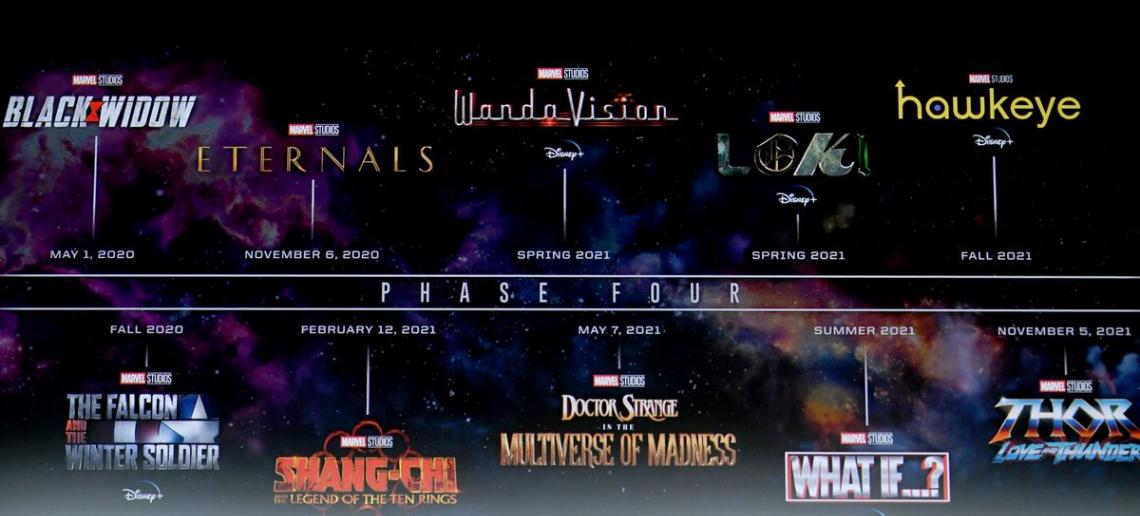 MARVEL STUDIOS
BLACK WIDOW
MAY 1, 2020
MARVEL STUDIOS
ETERNALS
NOVEMBER 6, 2020
MARVEL STUDIOS
WandaVision
Disney+
SPRING 2021
MARVEL STUDIOS
LOKI
Disney+
SPRING 2021
MARVEL STUDIOS
hawkeye
Disney+
FALL 2021
PHASE FOUR
FALL 2020
MARVEL STUDIOS
THE FALCON
AND THE
WINTER SOLDIER
Disney+
FEBRUARY 12, 2021
MARVEL STUDIOS
SHANG-CHI
AND THE LEGEND OF THE TEN RINGS
MAY 7, 2021
MARVEL STUDIOS
DOCTOR STRANGE
IN THE
MULTIVERSE OF MADNESS
SUMMER 2021
MARVEL STUDIOS
WHAT IF...?
NOVEMBER 5, 2021
MARVEL STUDIOS
THOR
LOVE AND THUNDER